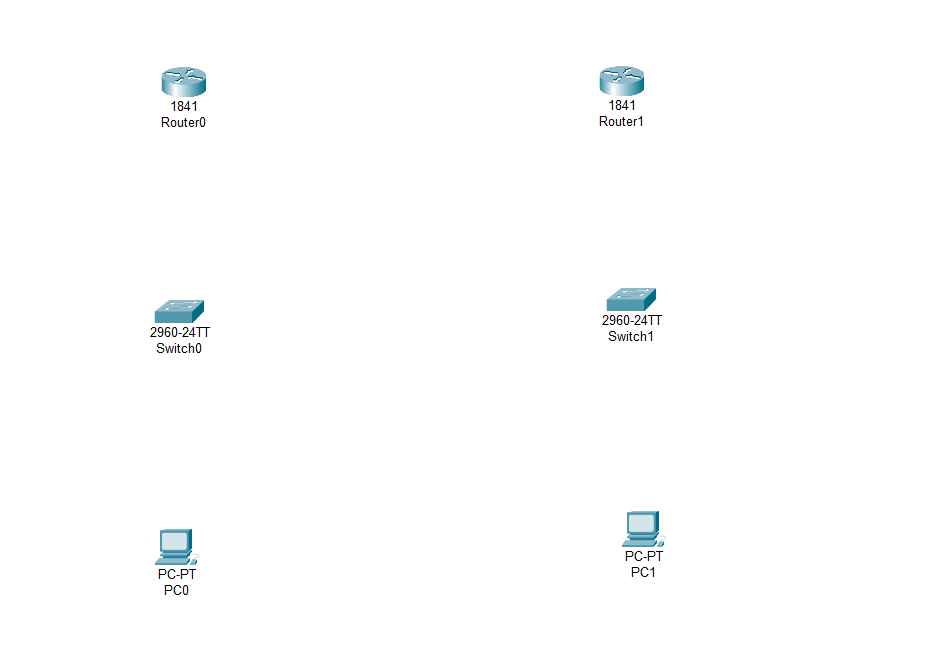 1841
Router0
1841
Router1
2960-24TT
Switch0
2960-24TT
Switch1
PC-PT
PC0
PC-PT
PC1